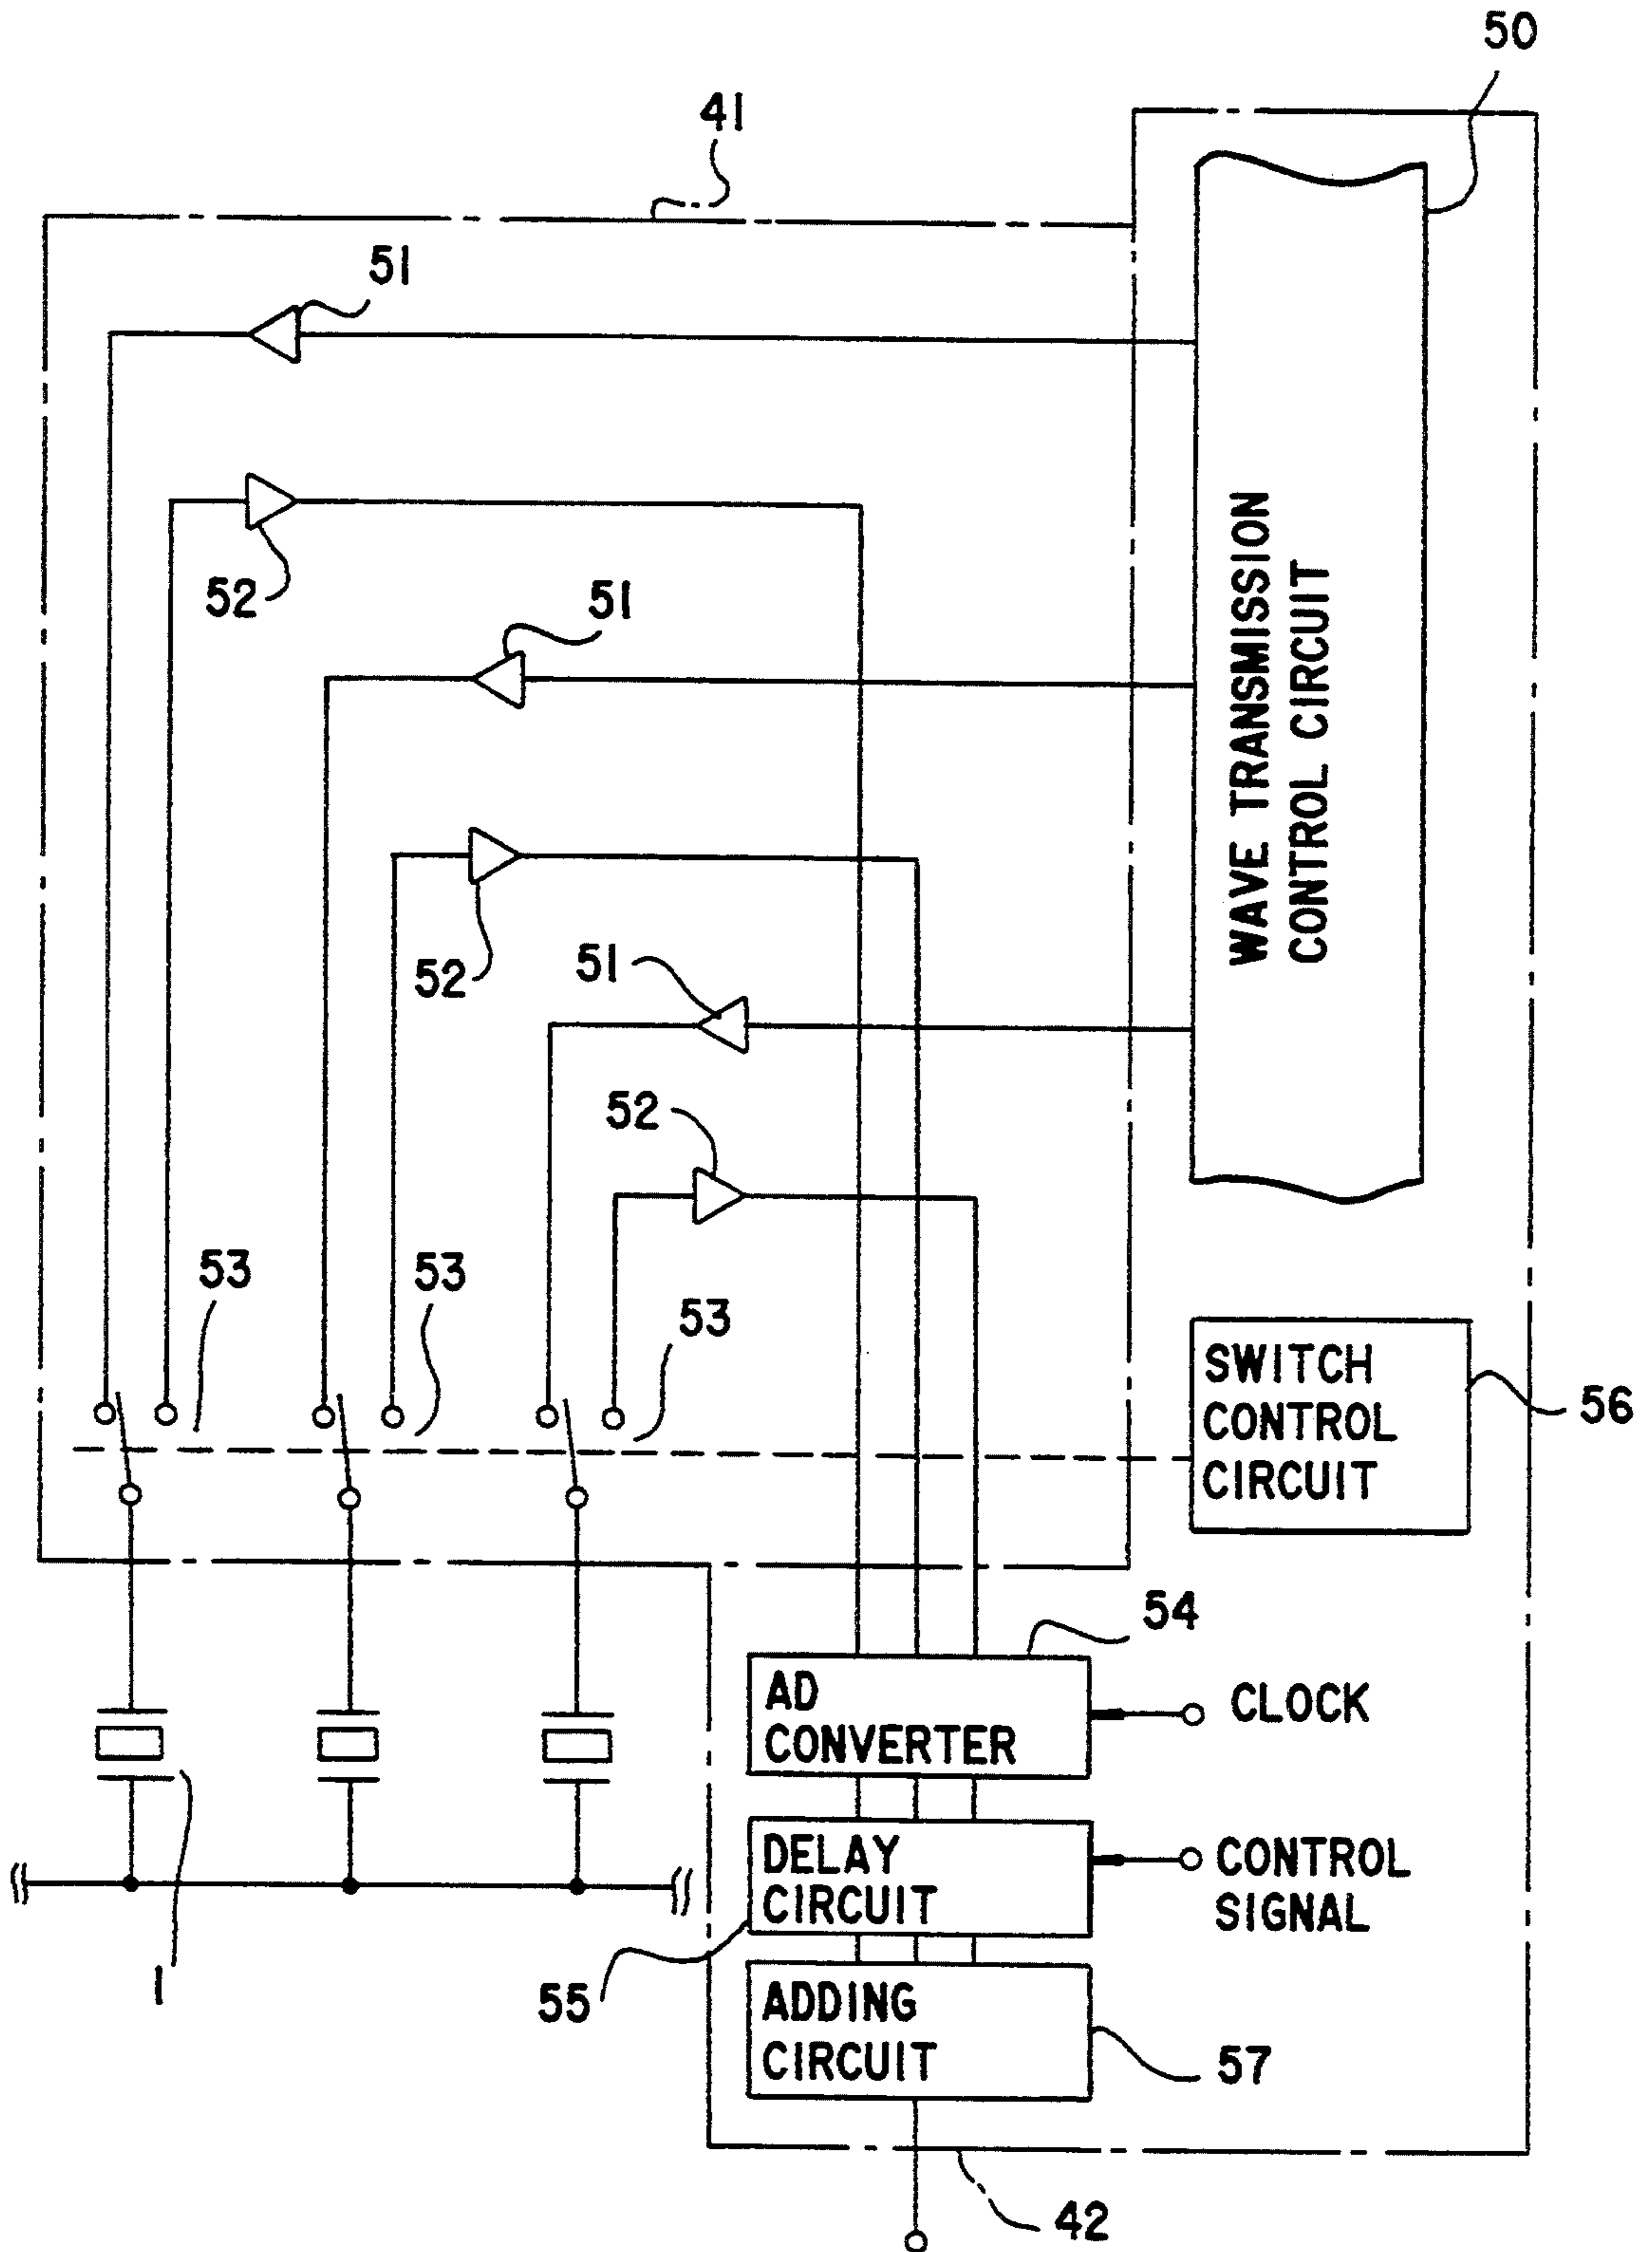 50
41
51
52
51
52
51
52
WAVE TRANSMISSION
CONTROL CIRCUIT
53
53
53
SWITCH
CONTROL
CIRCUIT
56
54
AD
CONVERTER
CLOCK
DELAY
CIRCUIT
CONTROL
SIGNAL
1
55
ADDING
CIRCUIT
57
42